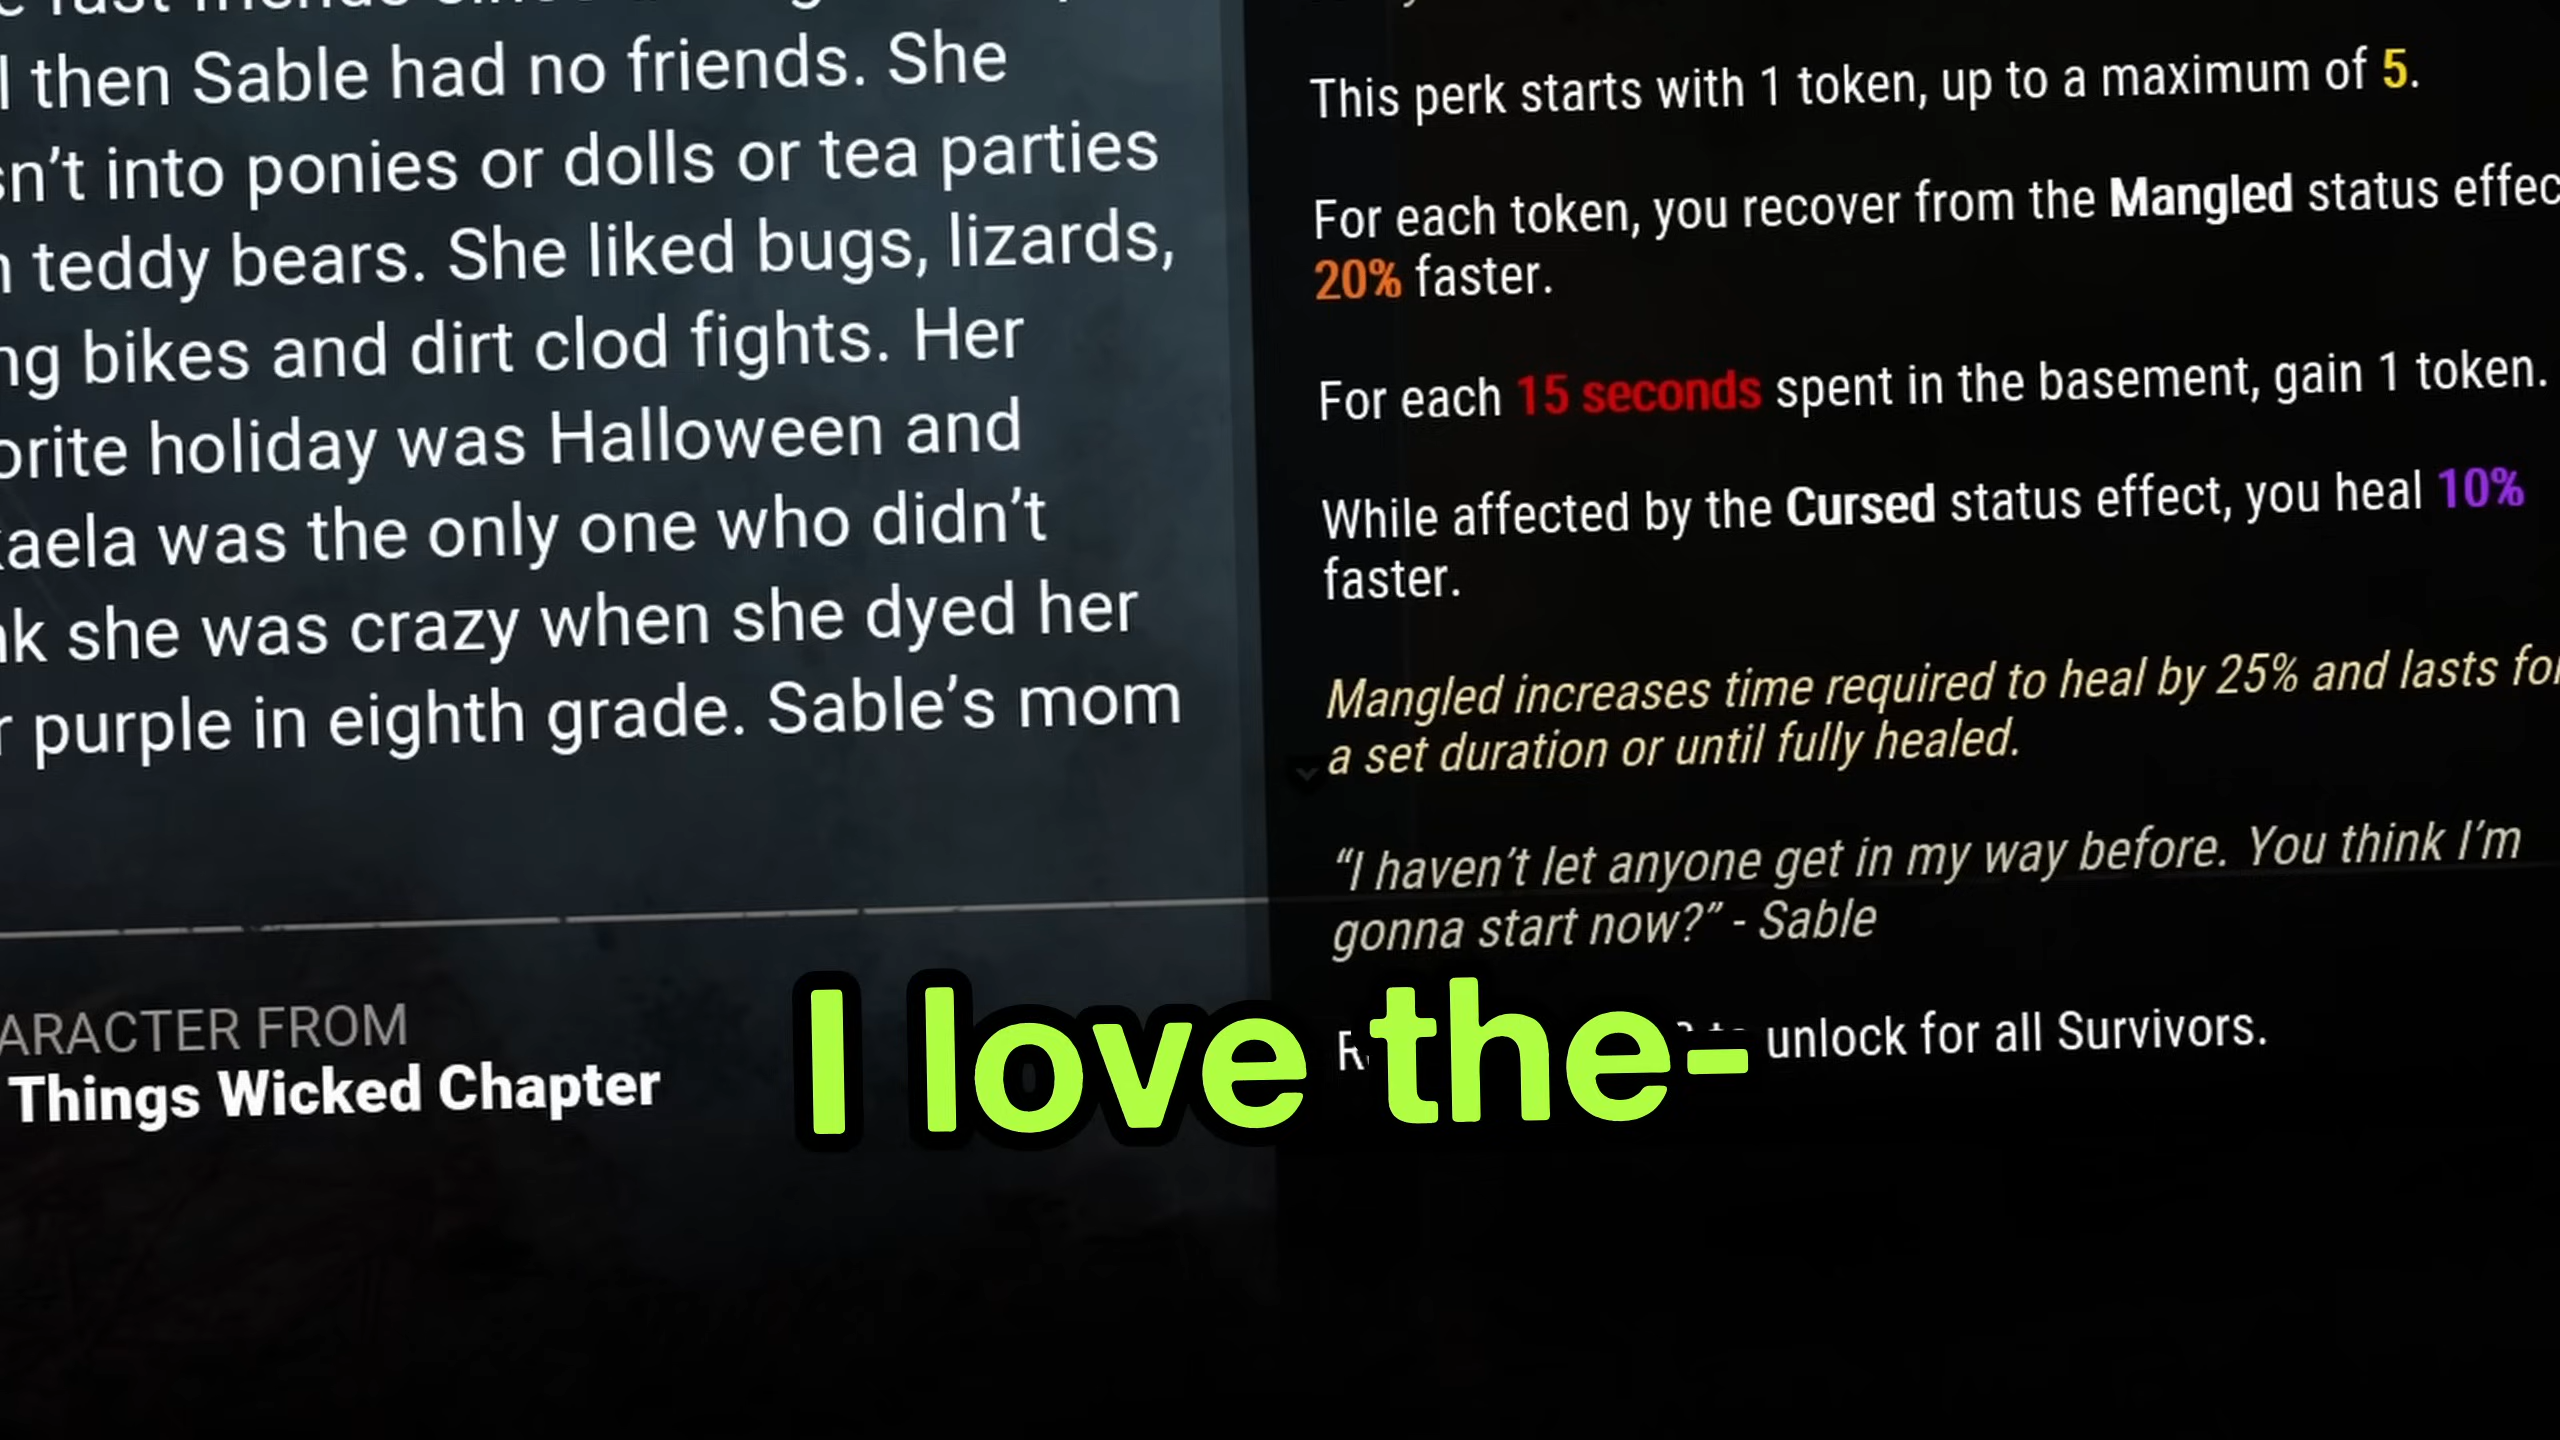 then Sable had no friends. She
into ponies or dolls or tea parties
teddy bears. She liked bugs, lizards,
bikes and dirt clod fights. Her
holiday was Halloween and
was the only one who didn’t
she was crazy when she dyed her
purple in eighth grade. Sable’s mom
FROM
Things Wicked Chapter
This perk starts with 1 token, up to a maximum of 5.
For each token, you recover from the Mangled status
20% faster.
For each 15 seconds spent in the basement, gain 1 token.
While affected by the Cursed status effect, you heal 10%
faster.
Mangled increases time required to heal by 25% and lasts for
a set duration or until fully healed.
“I haven’t let anyone get in my way before. You think I’m
gonna start now?” - Sable
unlock for all Survivors.
I love the-